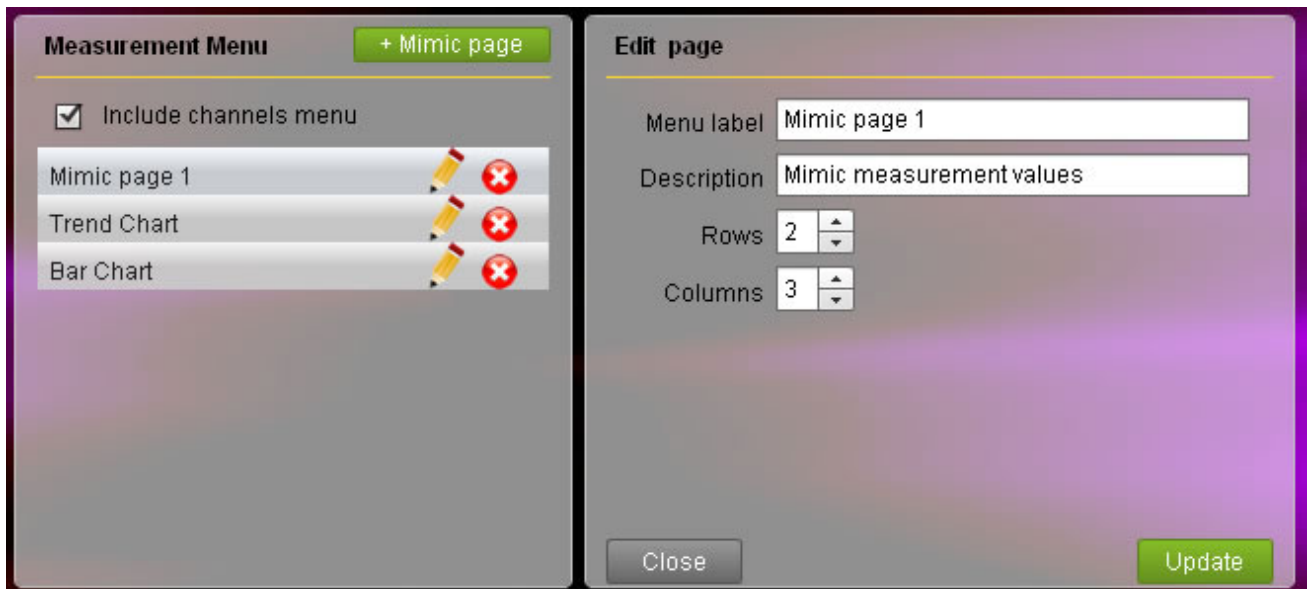 Measurement Menu
+ Mimic page
Include channels menu
Mimic page 1
Trend Chart
Bar Chart
Edit page
Menu label Mimic page 1
Description Mimic measurement values
Rows 2
Columns 3
Close
Update